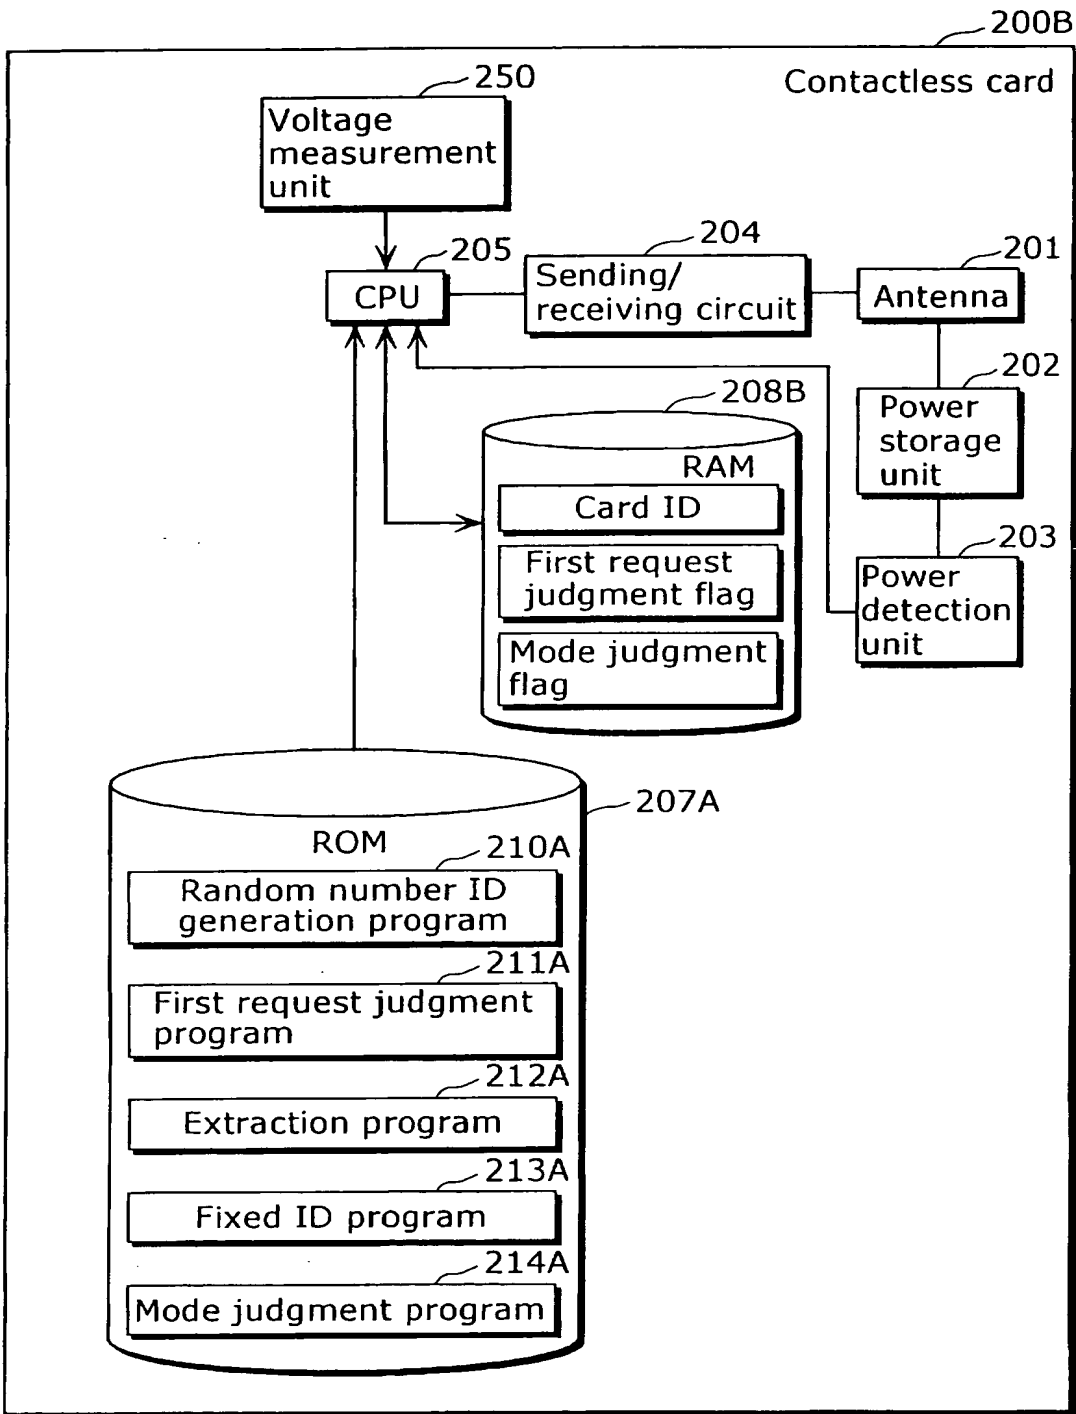 200B
Contactless card
250
Voltage
measurement
unit
205
CPU
204
Sending/
receiving circuit
201
Antenna
202
Power
storage
unit
203
Power
detection
unit
208B
RAM
Card ID
First request
judgment flag
Mode judgment
flag
207A
ROM
210A
Random number ID
generation program
211A
First request judgment
program
212A
Extraction program
213A
Fixed ID program
214A
Mode judgment program